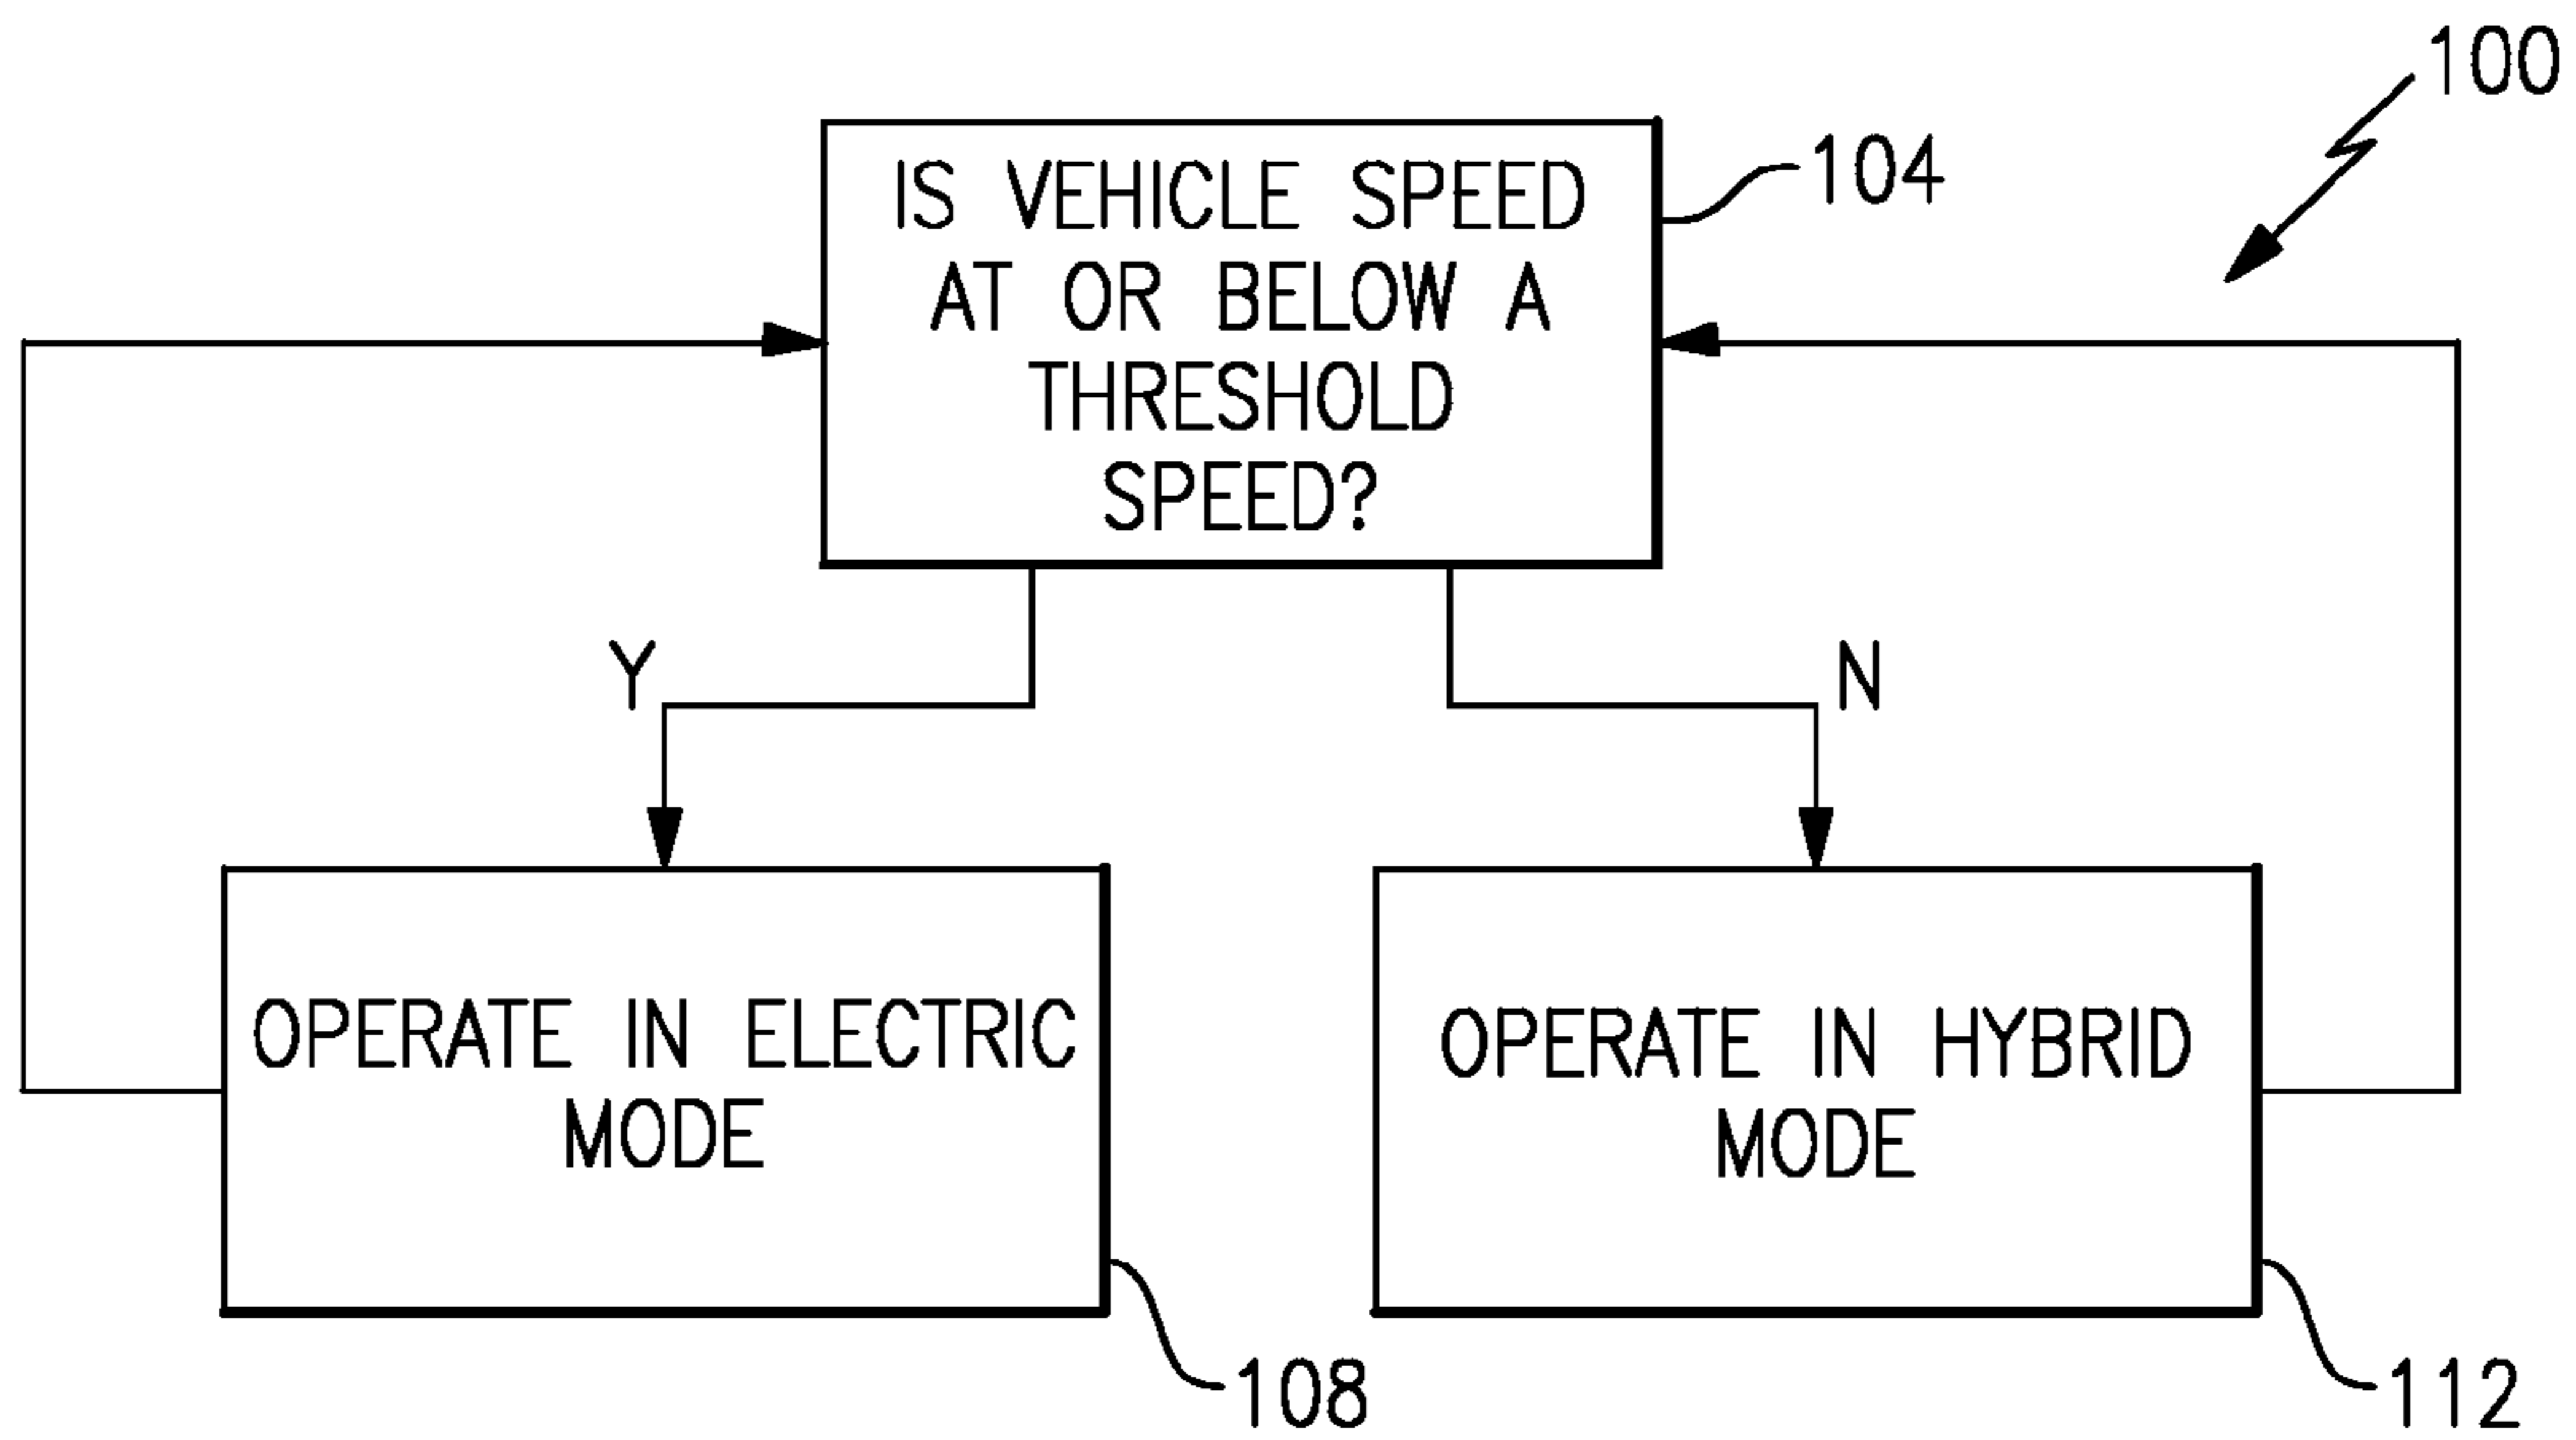 100
IS VEHICLE SPEED
AT OR BELOW A
THRESHOLD
SPEED?
104
Y
N
OPERATE IN ELECTRIC
MODE
108
OPERATE IN HYBRID
MODE
112